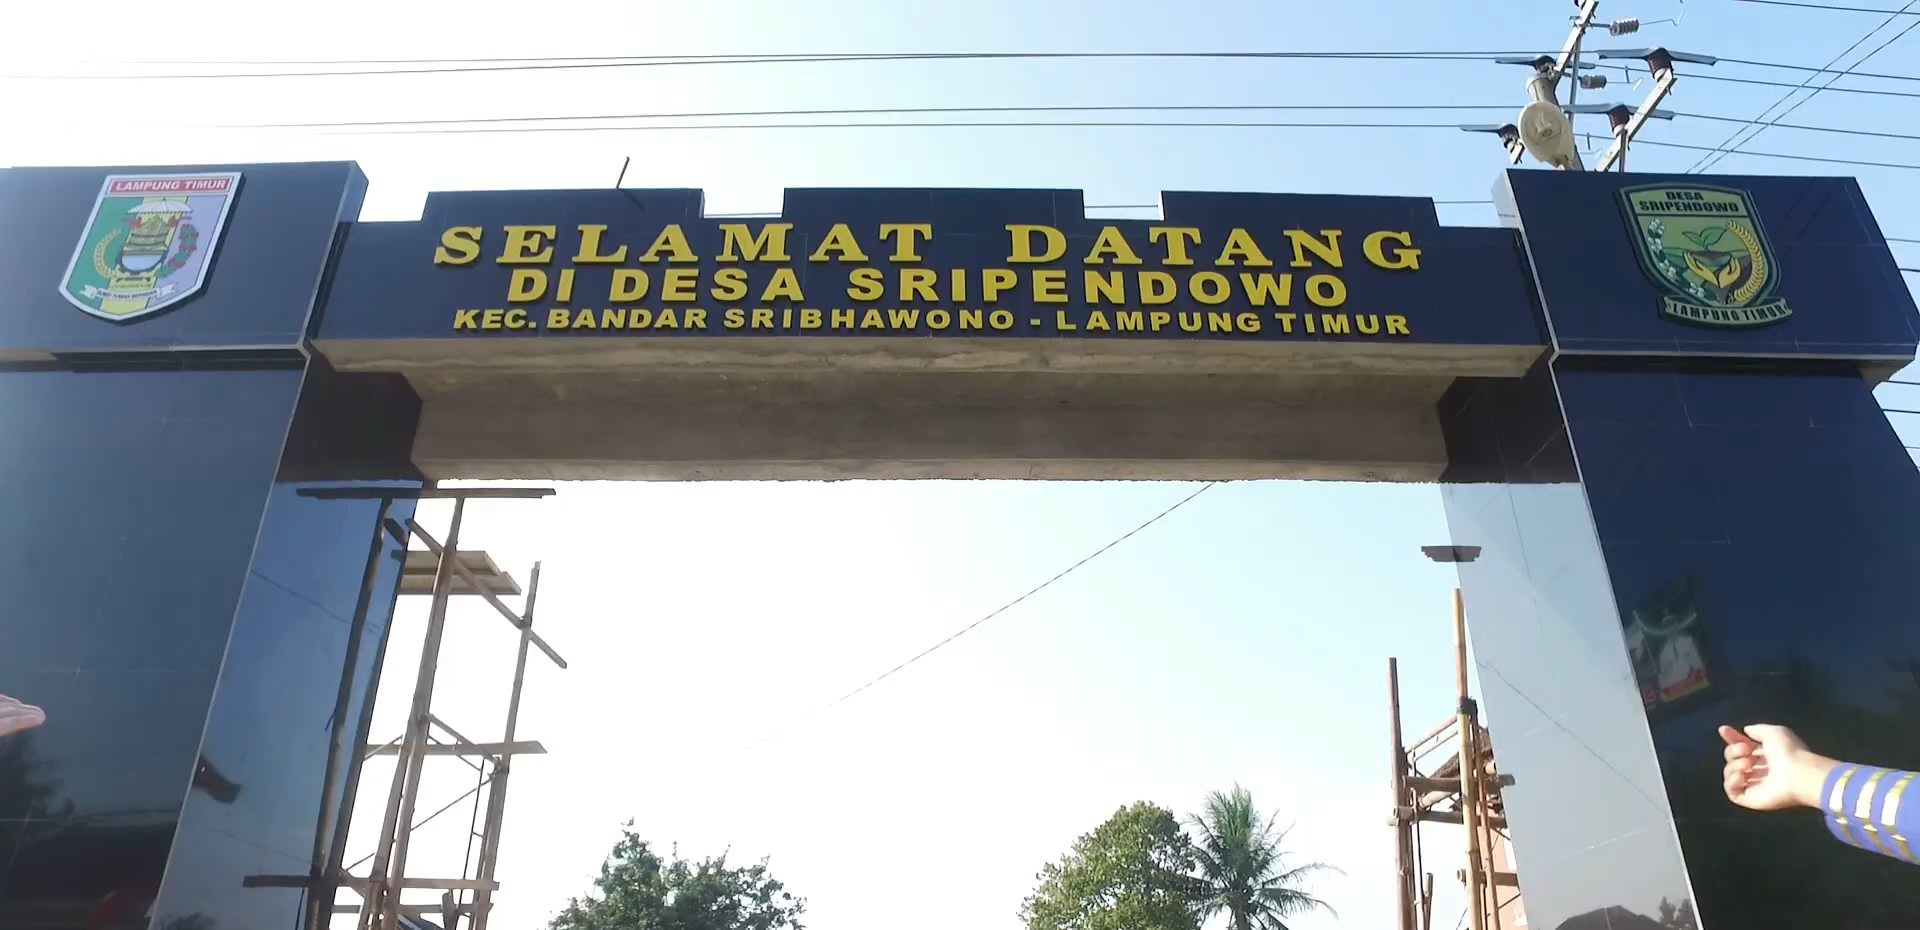 LAMPUNG TIMUR
SELAMAT DATANG
DI DESA SRIPENDOWO
KEC. BANDAR SRIBHAWONO - LAMPUNG TIMUR
DESA
SRIPENDOWO
LAMPUNG TIMUR